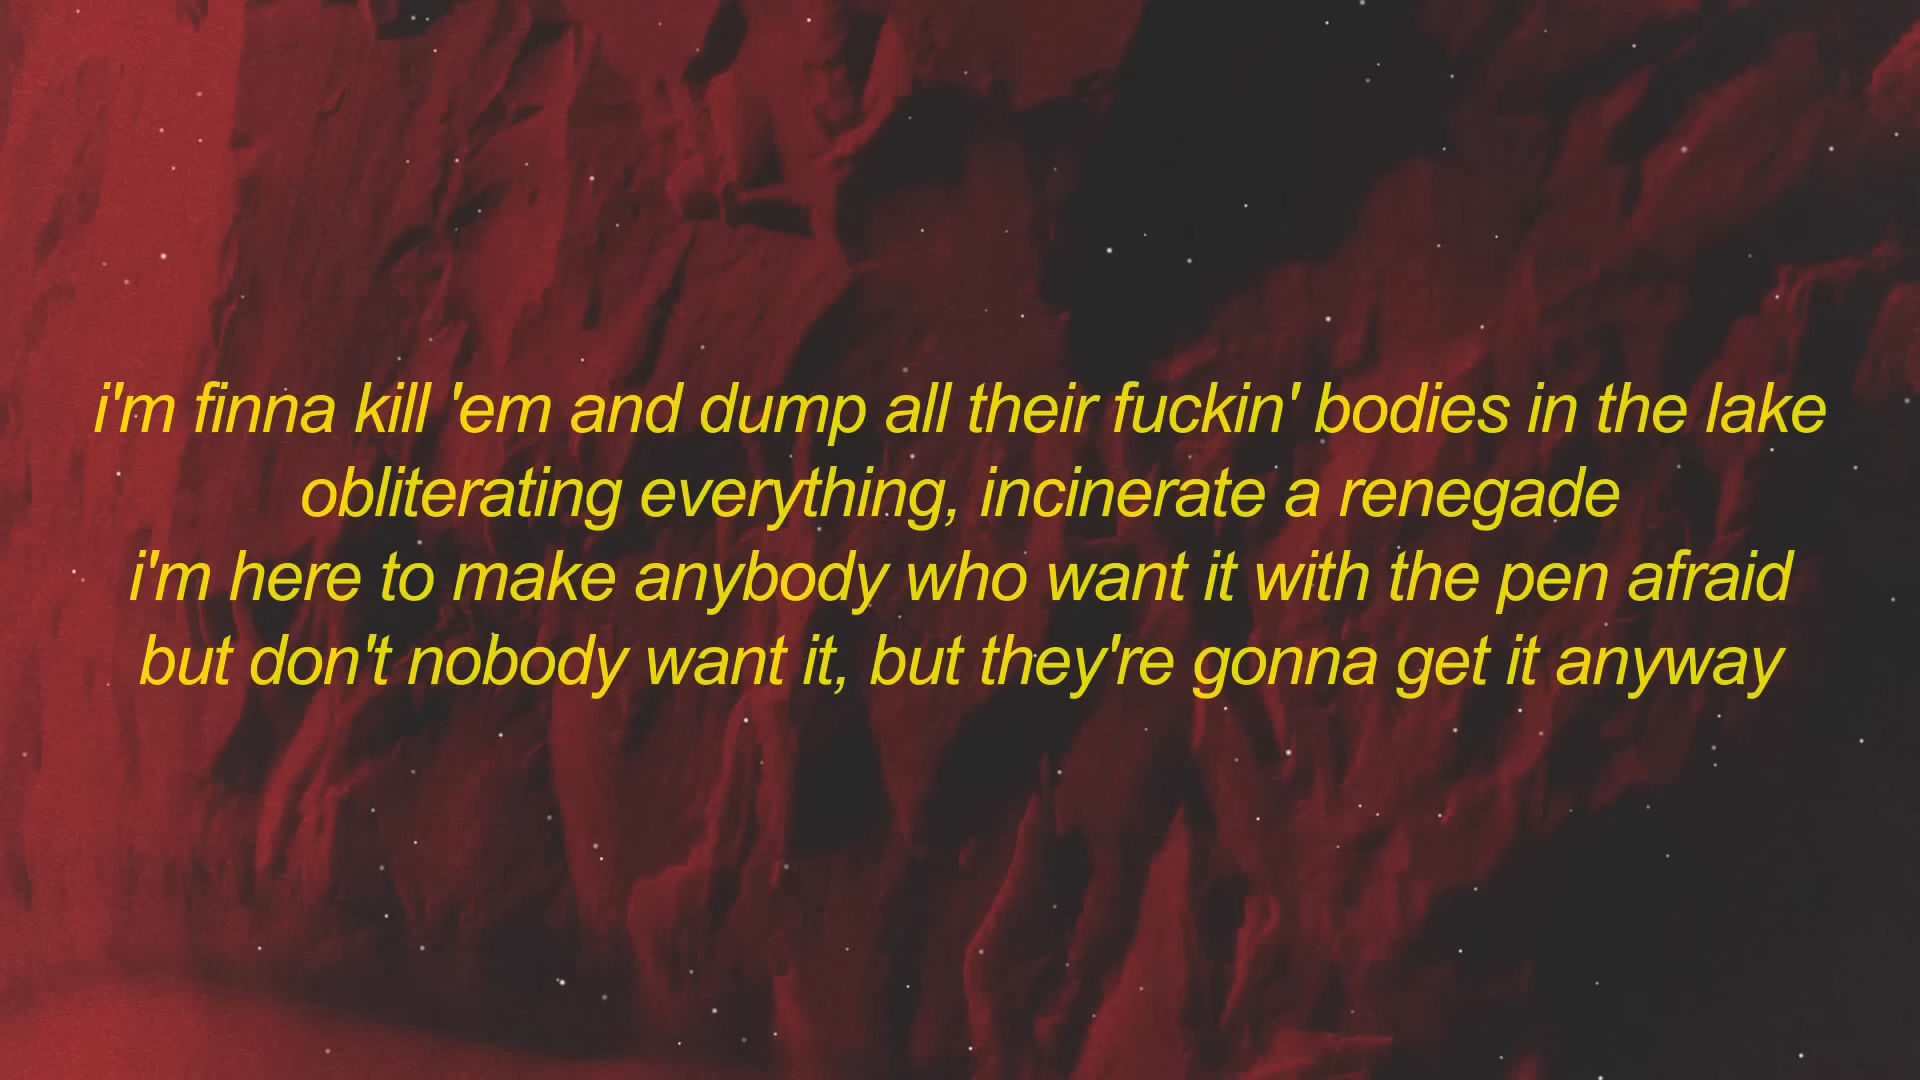 i'm finna kill 'em and dump all their fuckin' bodies in the lake
obliterating everything, incinerate a renegade
i'm here to make anybody who want it with the pen afraid
but don't nobody want it, but they're gonna get it anyway